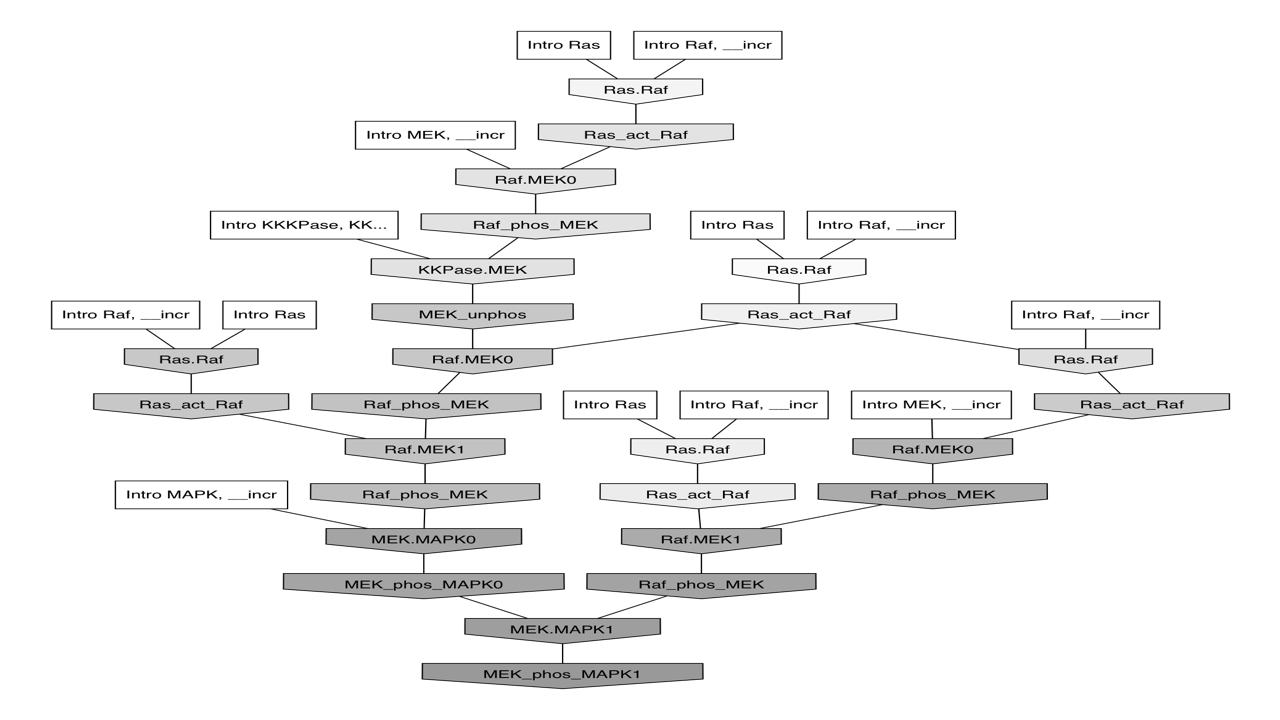 Intro Ras
Intro Raf, __incr
Ras.Raf
Intro MEK, __incr
Ras_act_Raf
Raf.MEK0
Intro KKKPase, KK...
Raf_phos_MEK
Intro Ras
Intro Raf, __incr
KKPase.MEK
Ras.Raf
Intro Raf, __incr
Intro Ras
MEK_unphos
Ras_act_Raf
Intro Raf, __incr
Ras.Raf
Raf.MEK0
Ras.Raf
Ras_act_Raf
Raf_phos_MEK
Intro Ras
Intro Raf, __incr
Intro MEK, __incr
Ras_act_Raf
Raf.MEK1
Ras.Raf
Raf.MEK0
Intro MAPK, __incr
Raf_phos_MEK
Ras_act_Raf
Raf_phos_MEK
MEK.MAPK0
Raf.MEK1
MEK_phos_MAPK0
Raf_phos_MEK
MEK.MAPK1
MEK_phos_MAPK1